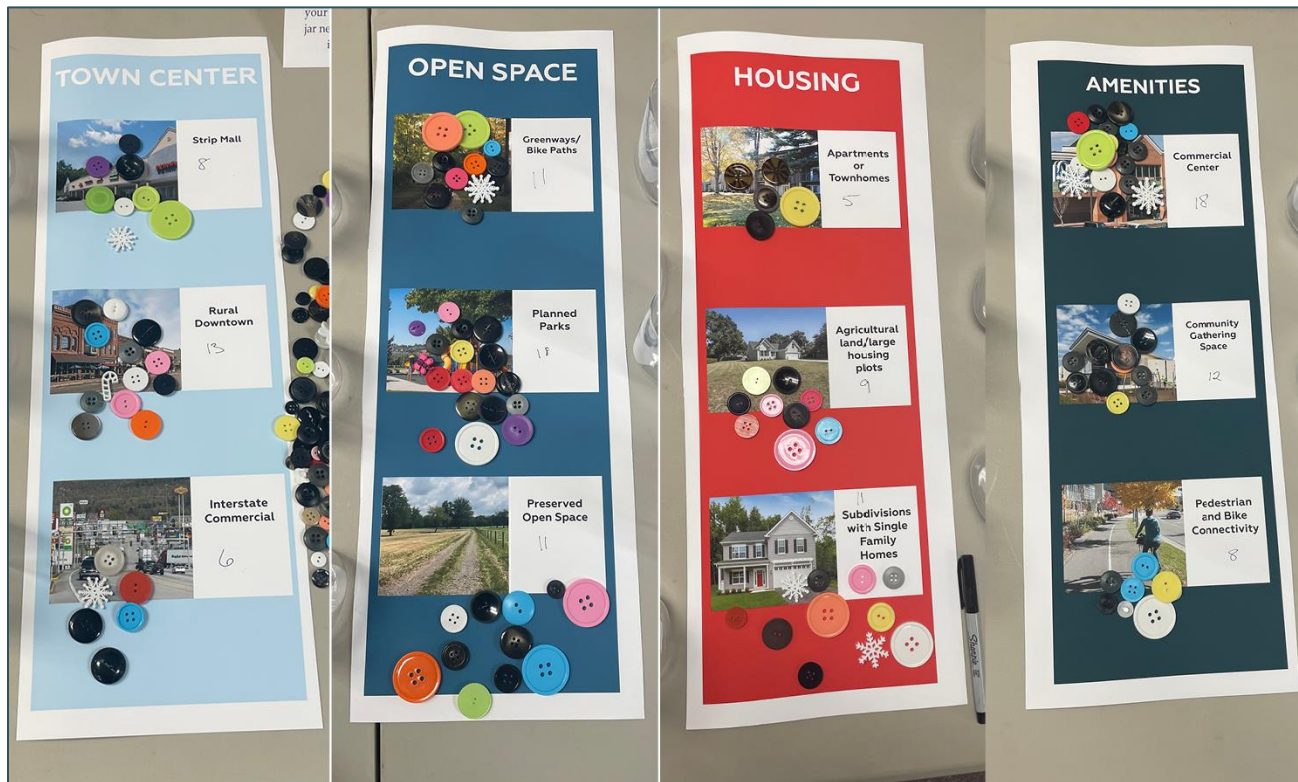 your
jar ne
i
TOWN CENTER
Strip Mall
8
Rural
Downtown
13
Interstate
Commercial
6
OPEN SPACE
Greenways/
Bike Paths
11
Planned
Parks
18
Preserved
Open Space
11
HOUSING
Apartments
or
Townhomes
5
Agricultural
land/large
housing
plots
9
11
Subdivisions
with Single
Family
Homes
Sharpie
AMENITIES
Commercial
Center
18
Community
Gathering
Space
12
Pedestrian
and Bike
Connectivity
8